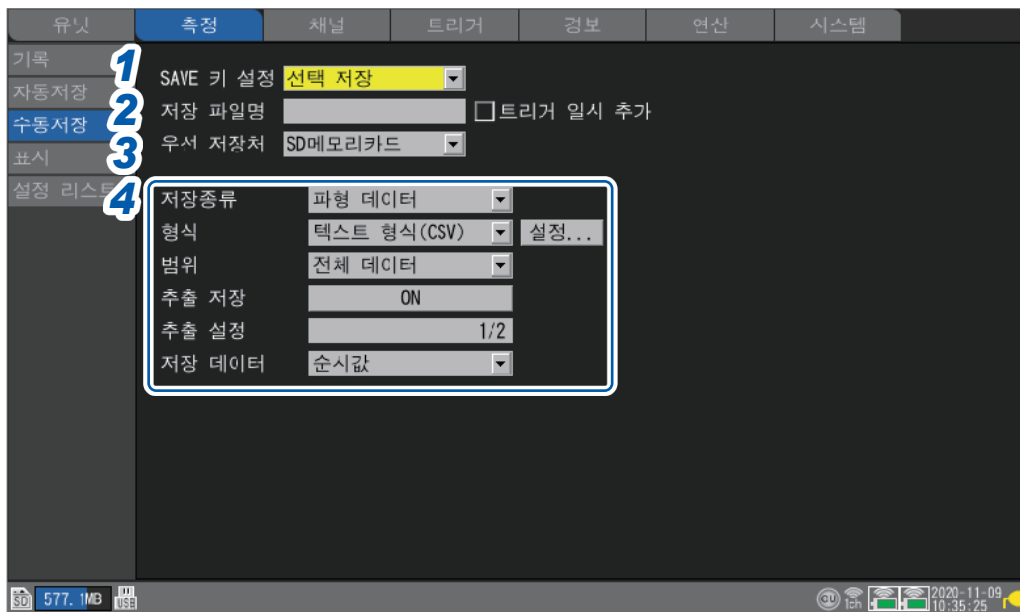 유닛 측정 채널 트리거 경보 연산 시스템
기록
자동저장
수동저장
표시
설정 리스트
1 SAVE 키 설정 선택 저장
2 저장 파일명 트리거 일시 추가
3 우선 저장처 SD메모리카드
4 저장종류 파형 데이터
형식 텍스트 형식(CSV) 설정...
범위 전체 데이터
추출 저장 ON
추출 설정 1/2
저장 데이터 순시값
SD 577.1MB USB 1ch 2020-11-09
10:35:25